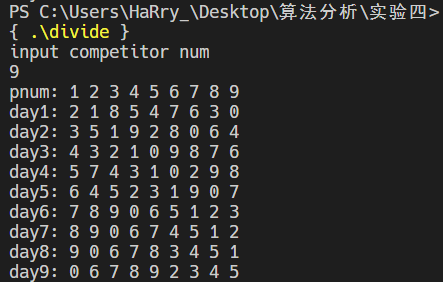 PS C:\Users\HaRry_\Desktop\算法分析\实验四>
{ .\divide }
input competitor num
9
pnum: 1 2 3 4 5 6 7 8 9
day1: 2 1 8 5 4 7 6 3 0
day2: 3 5 1 9 2 8 0 6 4
day3: 4 3 2 1 0 9 8 7 6
day4: 5 7 4 3 1 0 2 9 8
day5: 6 4 5 2 3 1 9 0 7
day6: 7 8 9 0 6 5 1 2 3
day7: 8 9 0 6 7 4 5 1 2
day8: 9 0 6 7 8 3 4 5 1
day9: 0 6 7 8 9 2 3 4 5